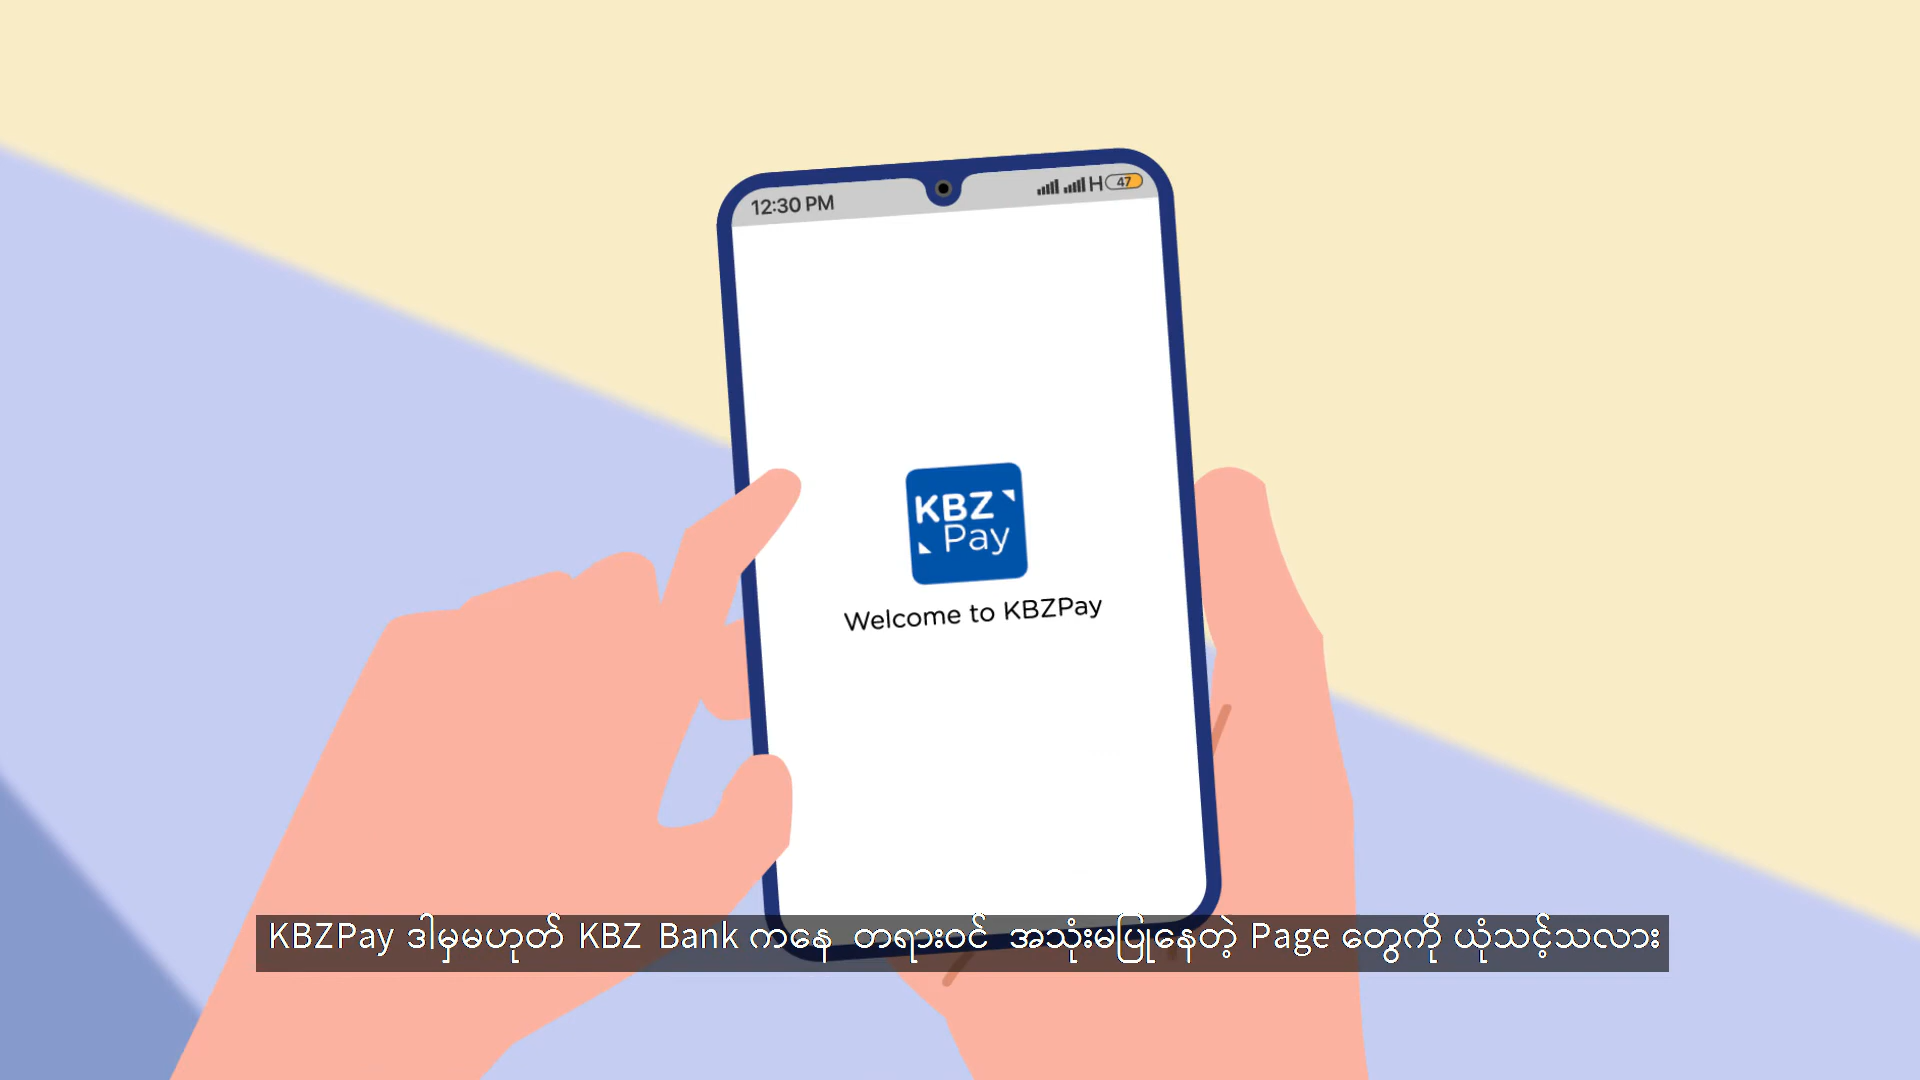 12:30 PM
H 47
KBZ
Pay
Welcome to KBZPay
KBZPay ဒါမှမဟုတ် KBZ Bank ကနေ တရားဝင် အသုံးမပြုနေတဲ့ Page တွေကို ယုံသင့်သလား